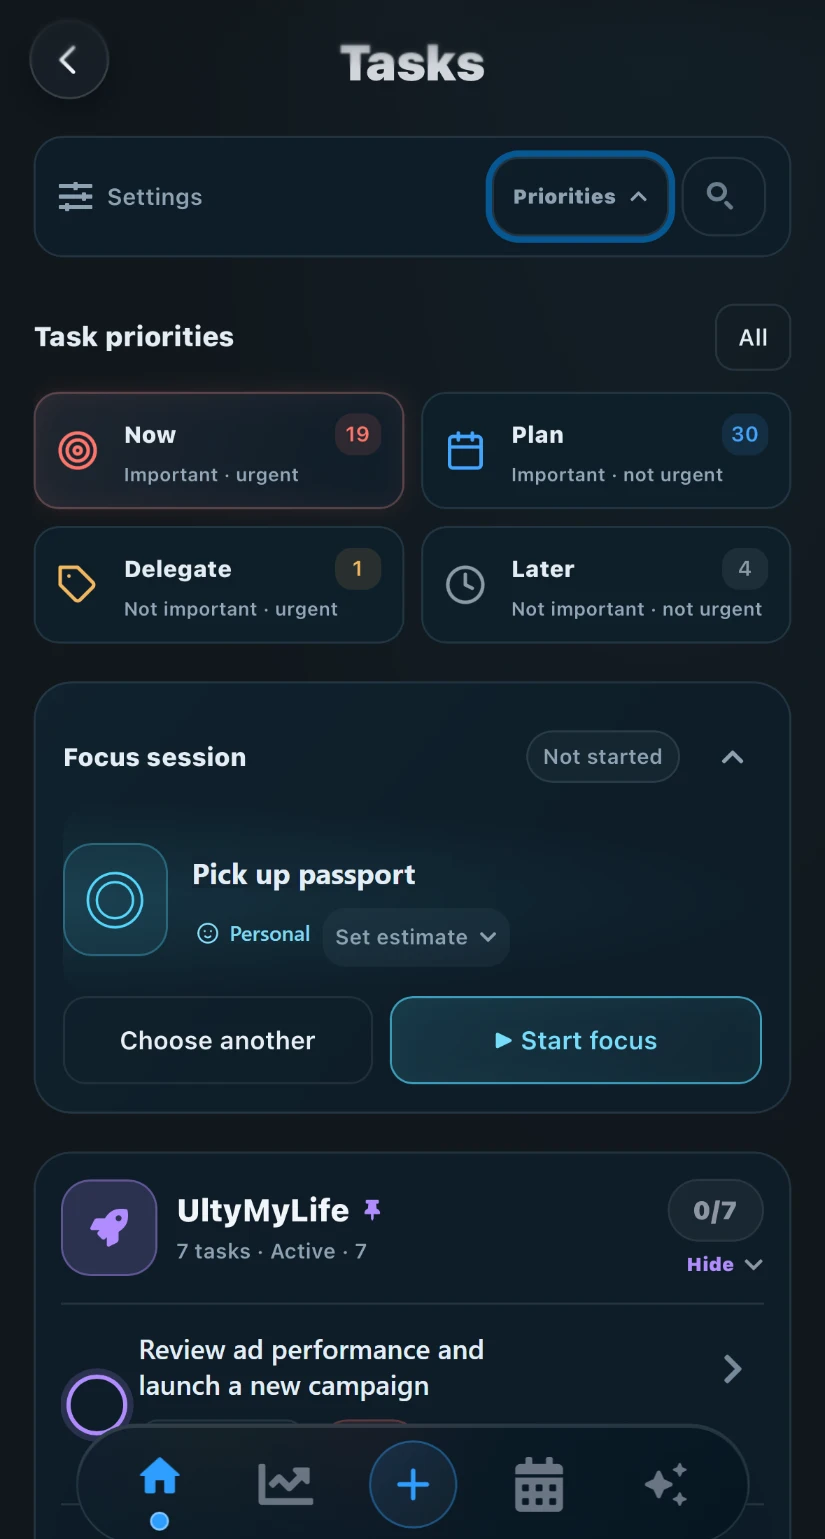 Tasks
Settings
Priorities
Task priorities
All
Now
19
Important · urgent
Plan
30
Important · not urgent
Delegate
1
Not important · urgent
Later
4
Not important · not urgent
Focus session
Not started
Pick up passport
Personal
Set estimate
Choose another
Start focus
UltyMyLife
0/7
7 tasks · Active · 7
Hide
Review ad performance and
launch a new campaign